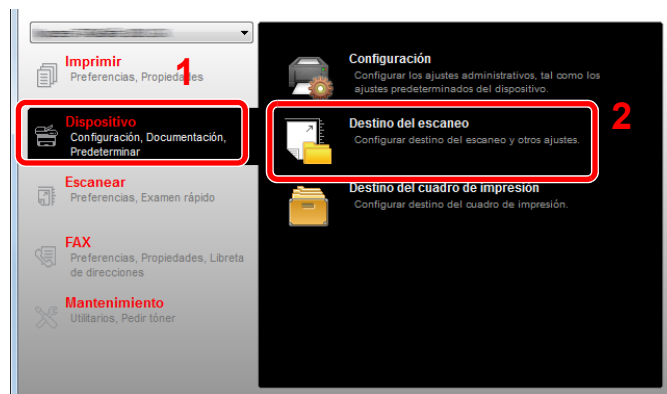 Imprimir
Preferencias, Propiedades
1
Dispositivo
Configuración, Documentación,
Predeterminar
Escanear
Preferencias, Examen rápido
FAX
Preferencias, Propiedades, Libreta
de direcciones
Mantenimiento
Utilitarios, Pedir tóner
Configuración
Configurar los ajustes administrativos, tal como los
ajustes predeterminados del dispositivo.
Destino del escaneo
Configurar destino del escaneo y otros ajustes.
2
Destino del cuadro de impresión
Configurar destino del cuadro de impresión.